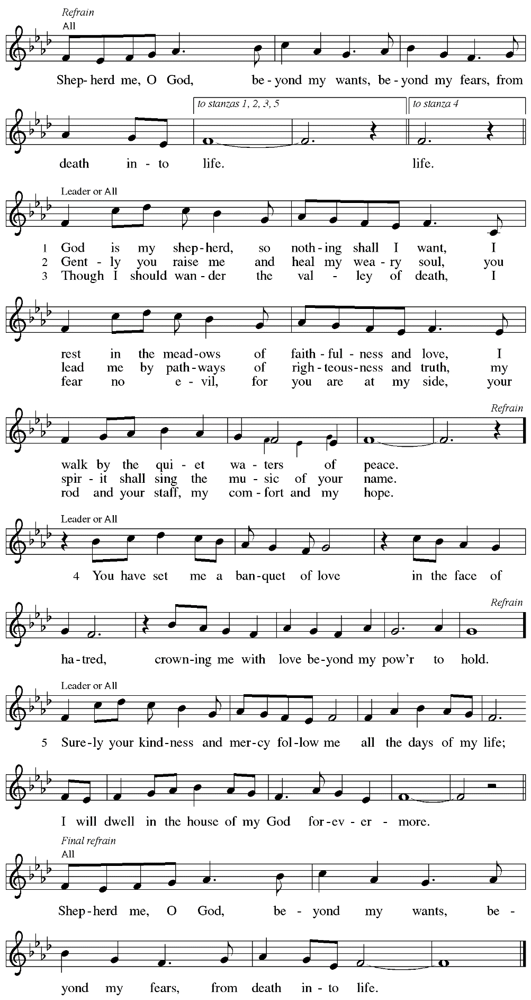 Refrain
All
Shep- herd me, O God, be - yond my wants, be - yond my fears, from
to stanzas 1, 2, 3, 5 to stanza 4
death in - to life. life.
Leader or All
1 God is my shep - herd, so noth - ing shall I want, I
2 Gent - ly you raise me and heal my wea - ry soul, you
3 Though I should wan - der the val - ley of death, I
rest in the mead - ows of faith - ful - ness and love, I
lead me by path - ways of righ - teous - ness and truth, my
fear no e - vil, for you are at my side, your
Refrain
walk by the qui - et wa - ters of peace.
spir - it shall sing the mu - sic of your name.
rod and your staff, my com - fort and my hope.
Leader or All
4 You have set me a ban - quet of love in the face of
Refrain
ha - tred, crown - ing me with love be - yond my pow'r to hold.
Leader or All
5 Sure - ly your kind - ness and mer - cy fol - low me all the days of my life;
I will dwell in the house of my God for - ev - er - more.
Final refrain
All
Shep - herd me, O God, be - yond my wants, be -
yond my fears, from death in - to life.